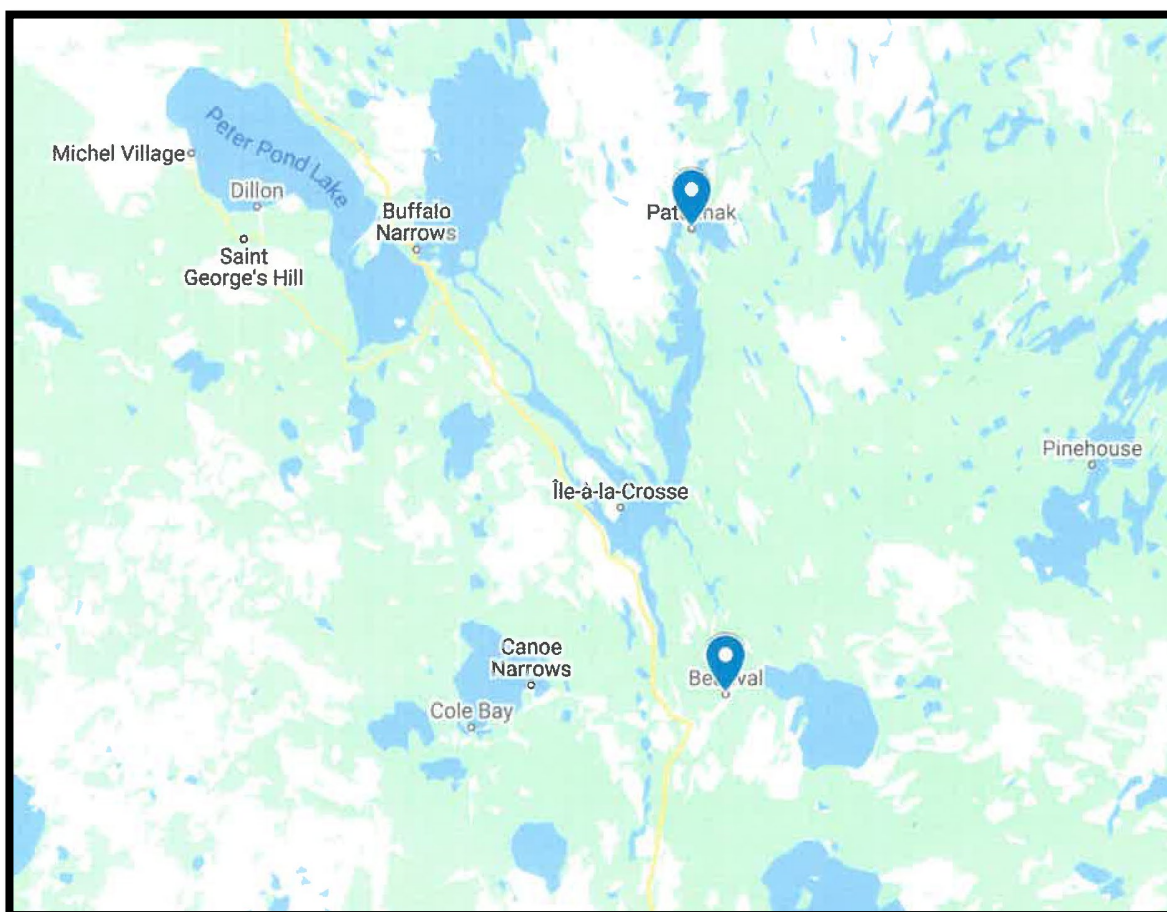 Peter Pond Lake
Michel Village
Dillon
Buffalo
Narrows
Saint
George's Hill
Pinehouse
Île-à-la-Crosse
Canoe
Narrows
Cole Bay